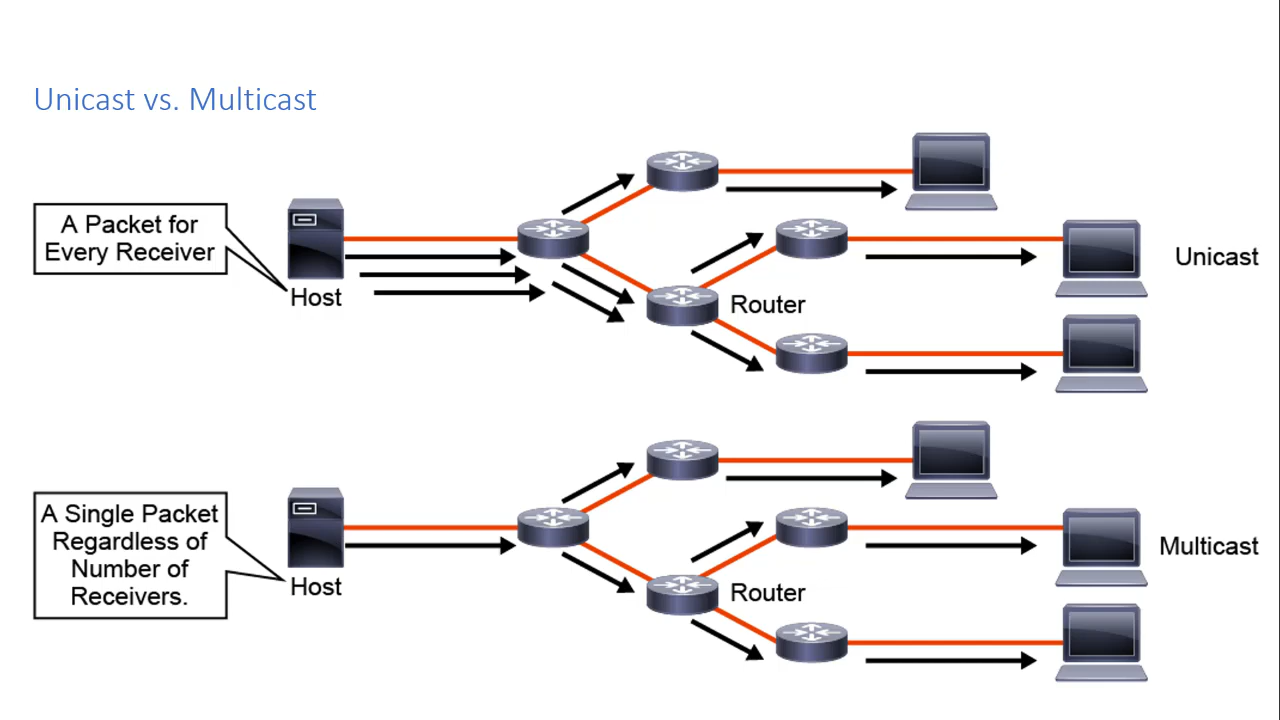 Unicast vs. Multicast
A Packet for
Every Receiver
Host
Router
Unicast
A Single Packet
Regardless of
Number of
Receivers.
Host
Router
Multicast